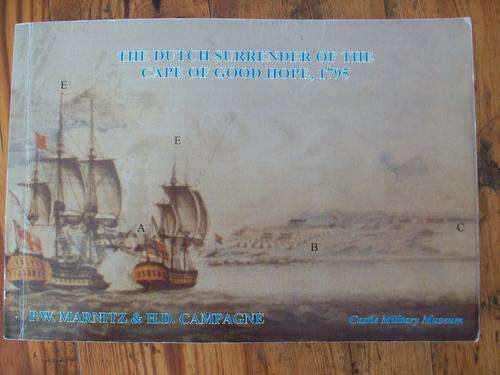 THE DUTCH SURRENDER OF THE
CAPE OF GOOD HOPE, 1795
E
E
A
B
C
P.W. MARNITZ & H.D. CAMPAGNE
Castle Military Museum